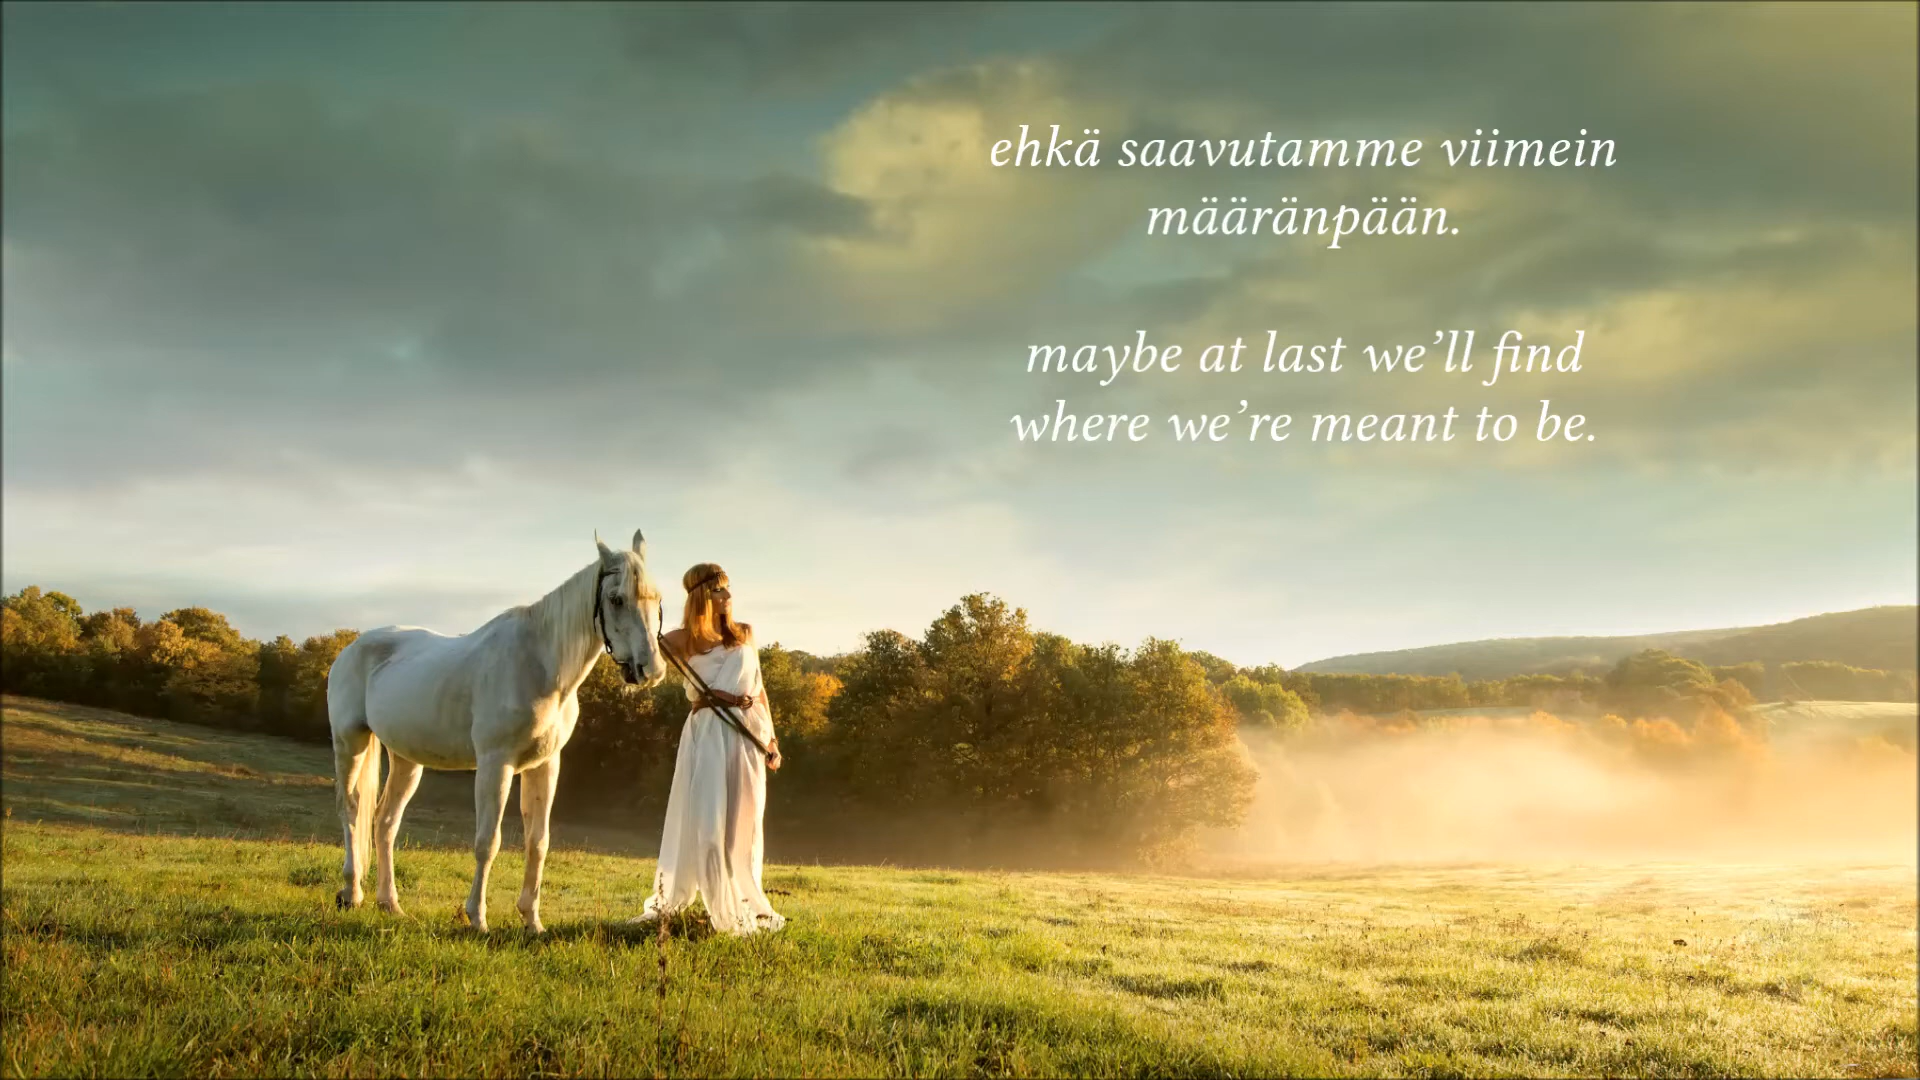 ehkä saavutamme viimein
määränpään.
maybe at last we’ll find
where we’re meant to be.